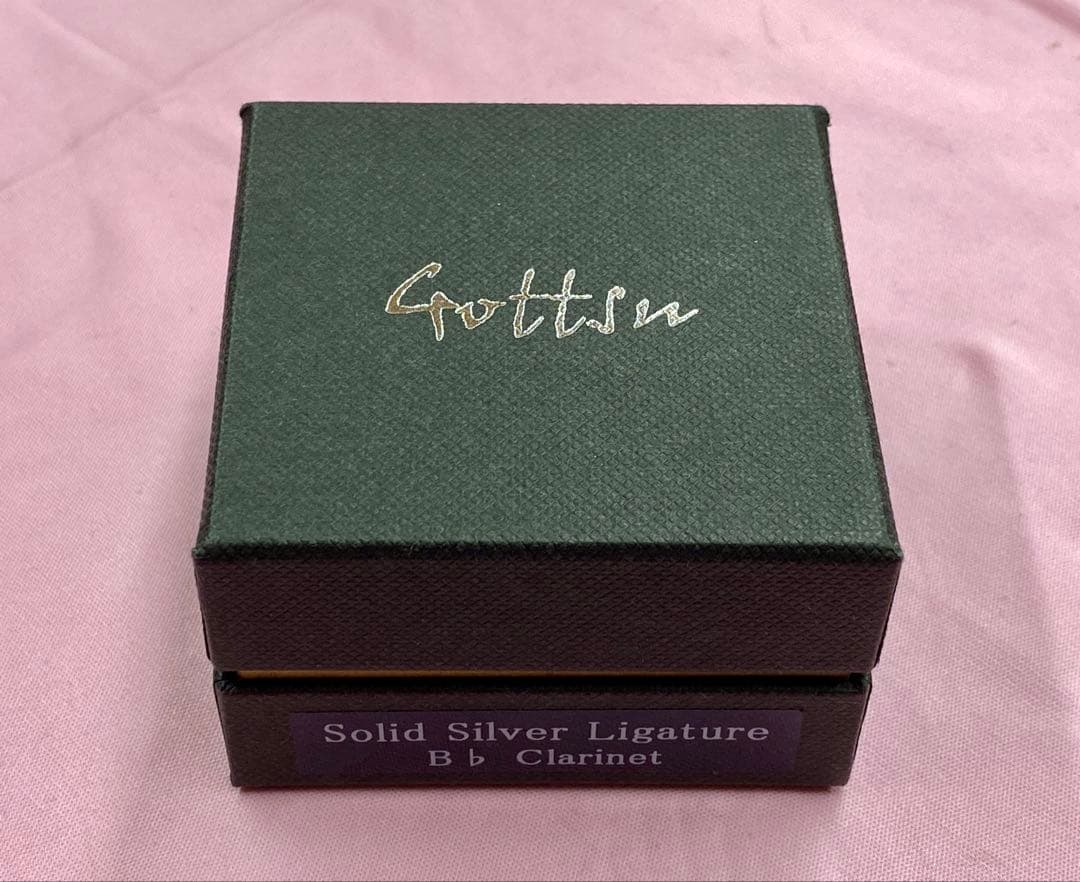 Gottsu
Solid Silver Ligature
B♭ Clarinet